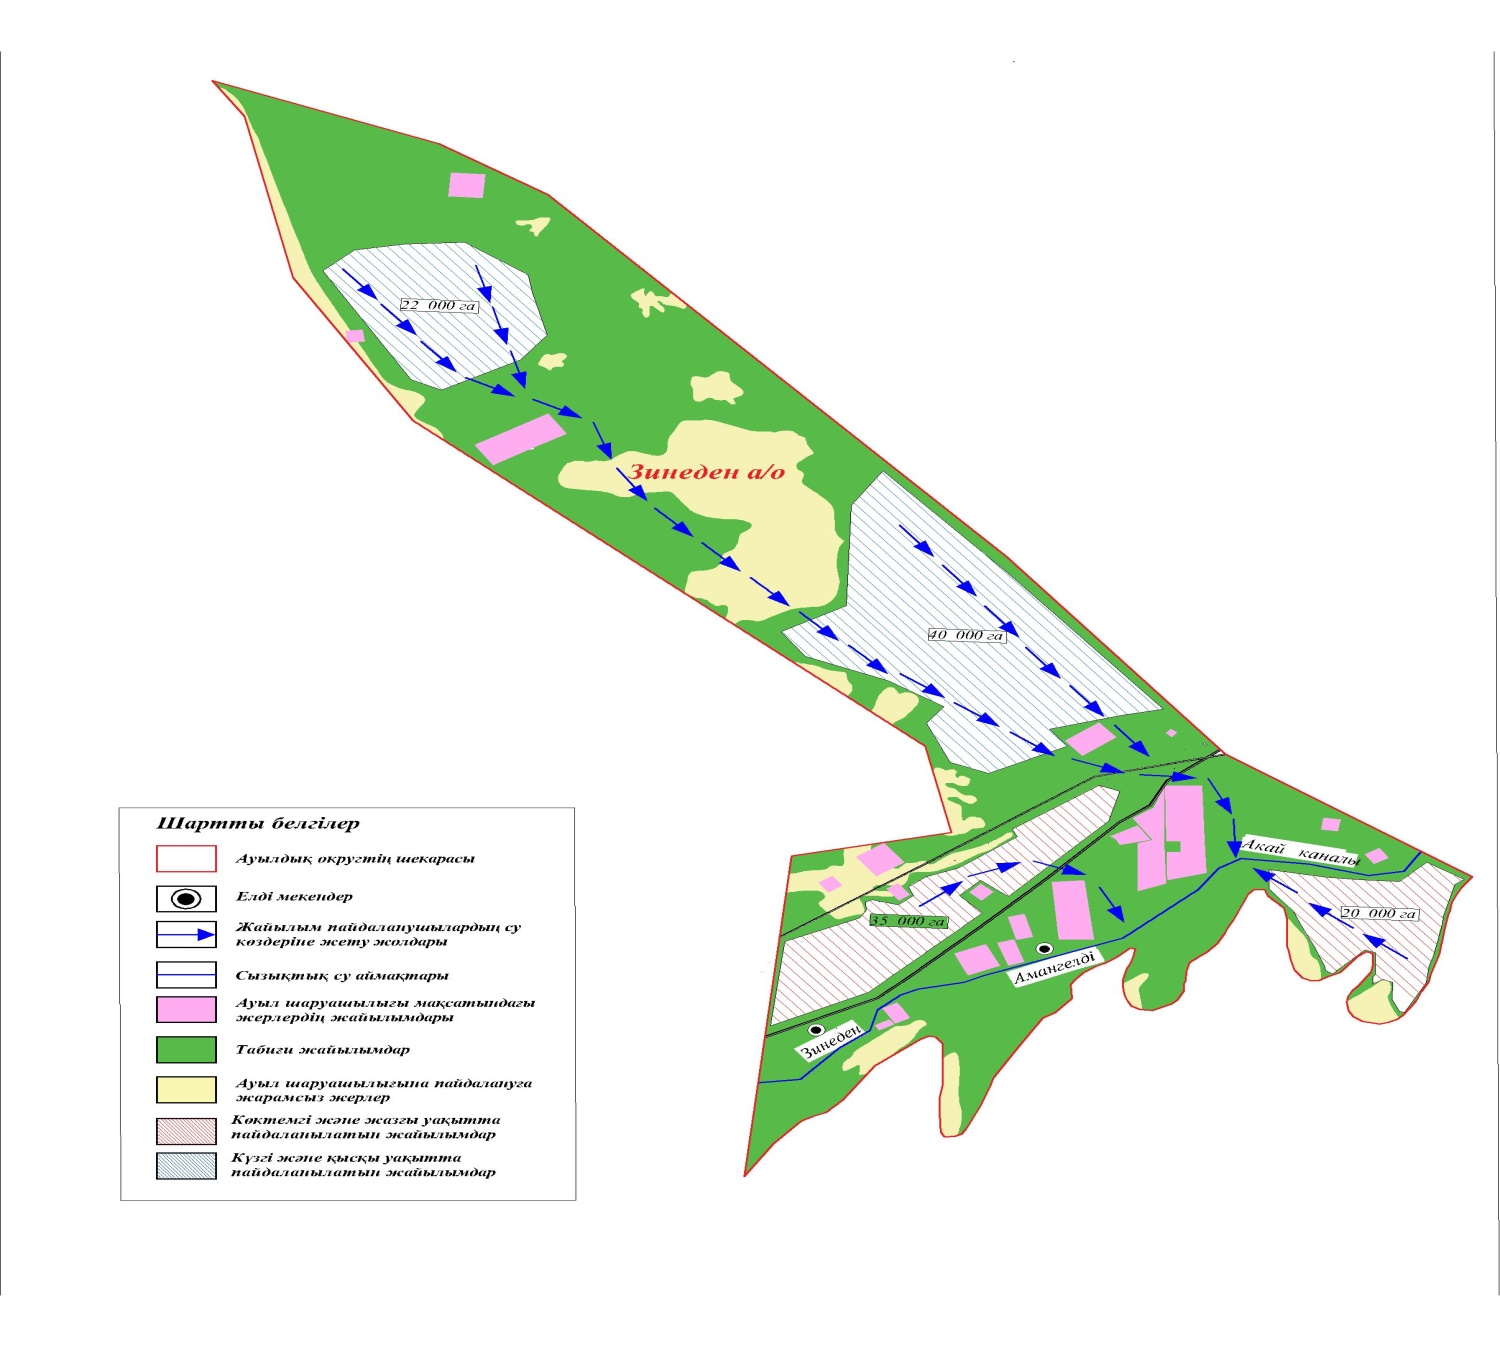 22 000 га
Зинеден а/о
40 000 га
Акай каналы
35 000 га
20 000 га
Амангелді
Зинеден
Шартты белгілер
Ауылдық округтің шекарасы
Елді мекендер
Жайылым пайдаланушылардың су
көздеріне жету жолдары
Сызықтық су аймақтары
Ауыл шаруашылығы мақсатындағы
жерлердің жайылымдары
Табиғи жайылымдар
Ауыл шаруашылығына пайдалануға
жарамсыз жерлер
Көктемгі және жазғы уақытта
пайдаланылатын жайылымдар
Күзгі және қысқы уақытта
пайдаланылатын жайылымдар